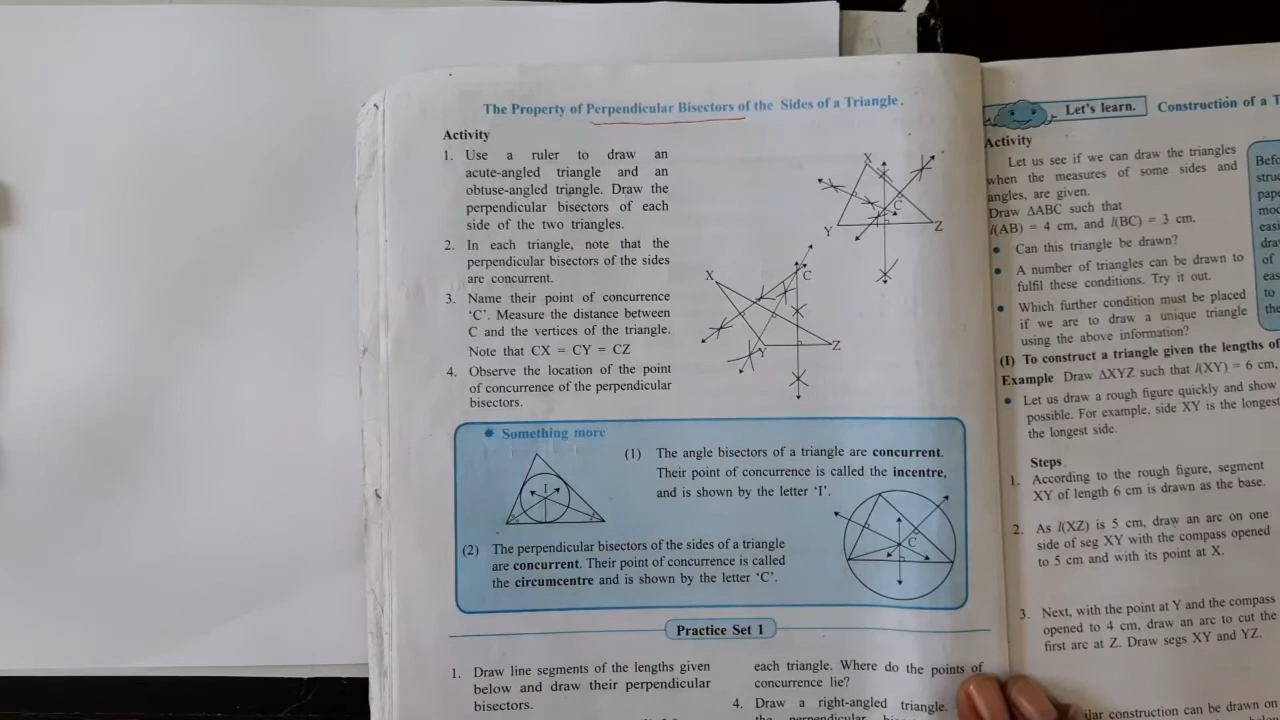 The Property of Perpendicular Bisectors of the Sides of a Triangle.
Activity
1. Use a ruler to draw an
acute-angled triangle and an
obtuse-angled triangle. Draw the
perpendicular bisectors of each
side of the two triangles.
2. In each triangle, note that the
perpendicular bisectors of the sides
are concurrent.
3. Name their point of concurrence
‘C’. Measure the distance between
C and the vertices of the triangle.
Note that CX = CY = CZ
4. Observe the location of the point
of concurrence of the perpendicular
bisectors.
X
C
Y
Z
X
C
Y
Z
Something more
I
(1) The angle bisectors of a triangle are concurrent.
Their point of concurrence is called the incentre,
and is shown by the letter ‘I’.
(2) The perpendicular bisectors of the sides of a triangle
are concurrent. Their point of concurrence is called
the circumcentre and is shown by the letter ‘C’.
C
Practice Set 1
1. Draw line segments of the lengths given
below and draw their perpendicular
bisectors.
each triangle. Where do the points of
concurrence lie?
4. Draw a right-angled triangle.
Let's learn.
Construction of a T
Activity
Let us see if we can draw the triangles
when the measures of some sides and
angles, are given.
Draw ΔABC such that
l(AB) = 4 cm, and l(BC) = 3 cm.
• Can this triangle be drawn?
• A number of triangles can be drawn to
fulfil these conditions. Try it out.
• Which further condition must be placed
if we are to draw a unique triangle
using the above information?
(I) To construct a triangle given the lengths of
Example Draw ΔXYZ such that l(XY) = 6 cm,
• Let us draw a rough figure quickly and show
possible. For example, side XY is the longest
the longest side.
Steps
1. According to the rough figure, segment
XY of length 6 cm is drawn as the base.
2. As l(XZ) is 5 cm, draw an arc on one
side of seg XY with the compass opened
to 5 cm and with its point at X.
3. Next, with the point at Y and the compass
opened to 4 cm, draw an arc to cut the
first arc at Z. Draw segs XY and YZ.
construction can be drawn on
of
to